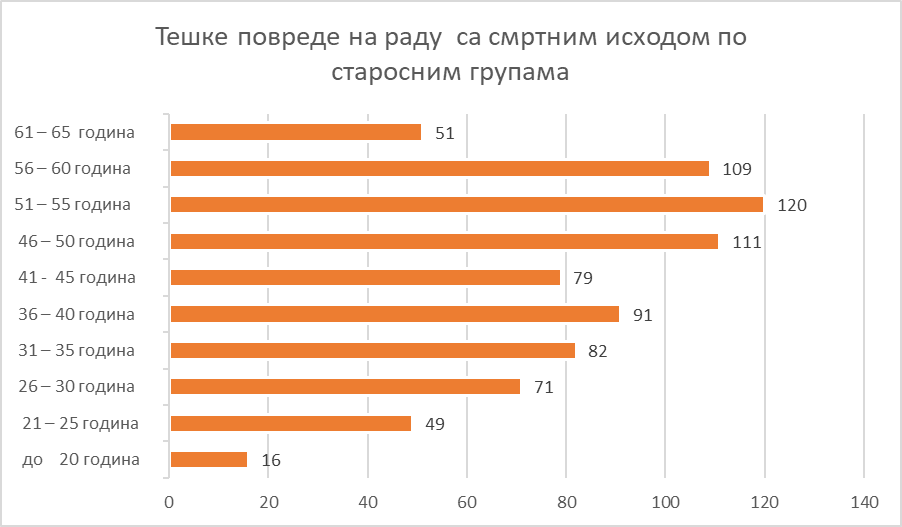 Тешке повреде на раду са смртним исходом по
старосним групама
61 – 65 година
51
56 – 60 година
109
51 – 55 година
120
46 – 50 година
111
41 - 45 година
79
36 – 40 година
91
31 – 35 година
82
26 – 30 година
71
21 – 25 година
49
до 20 година
16
0 20 40 60 80 100 120 140